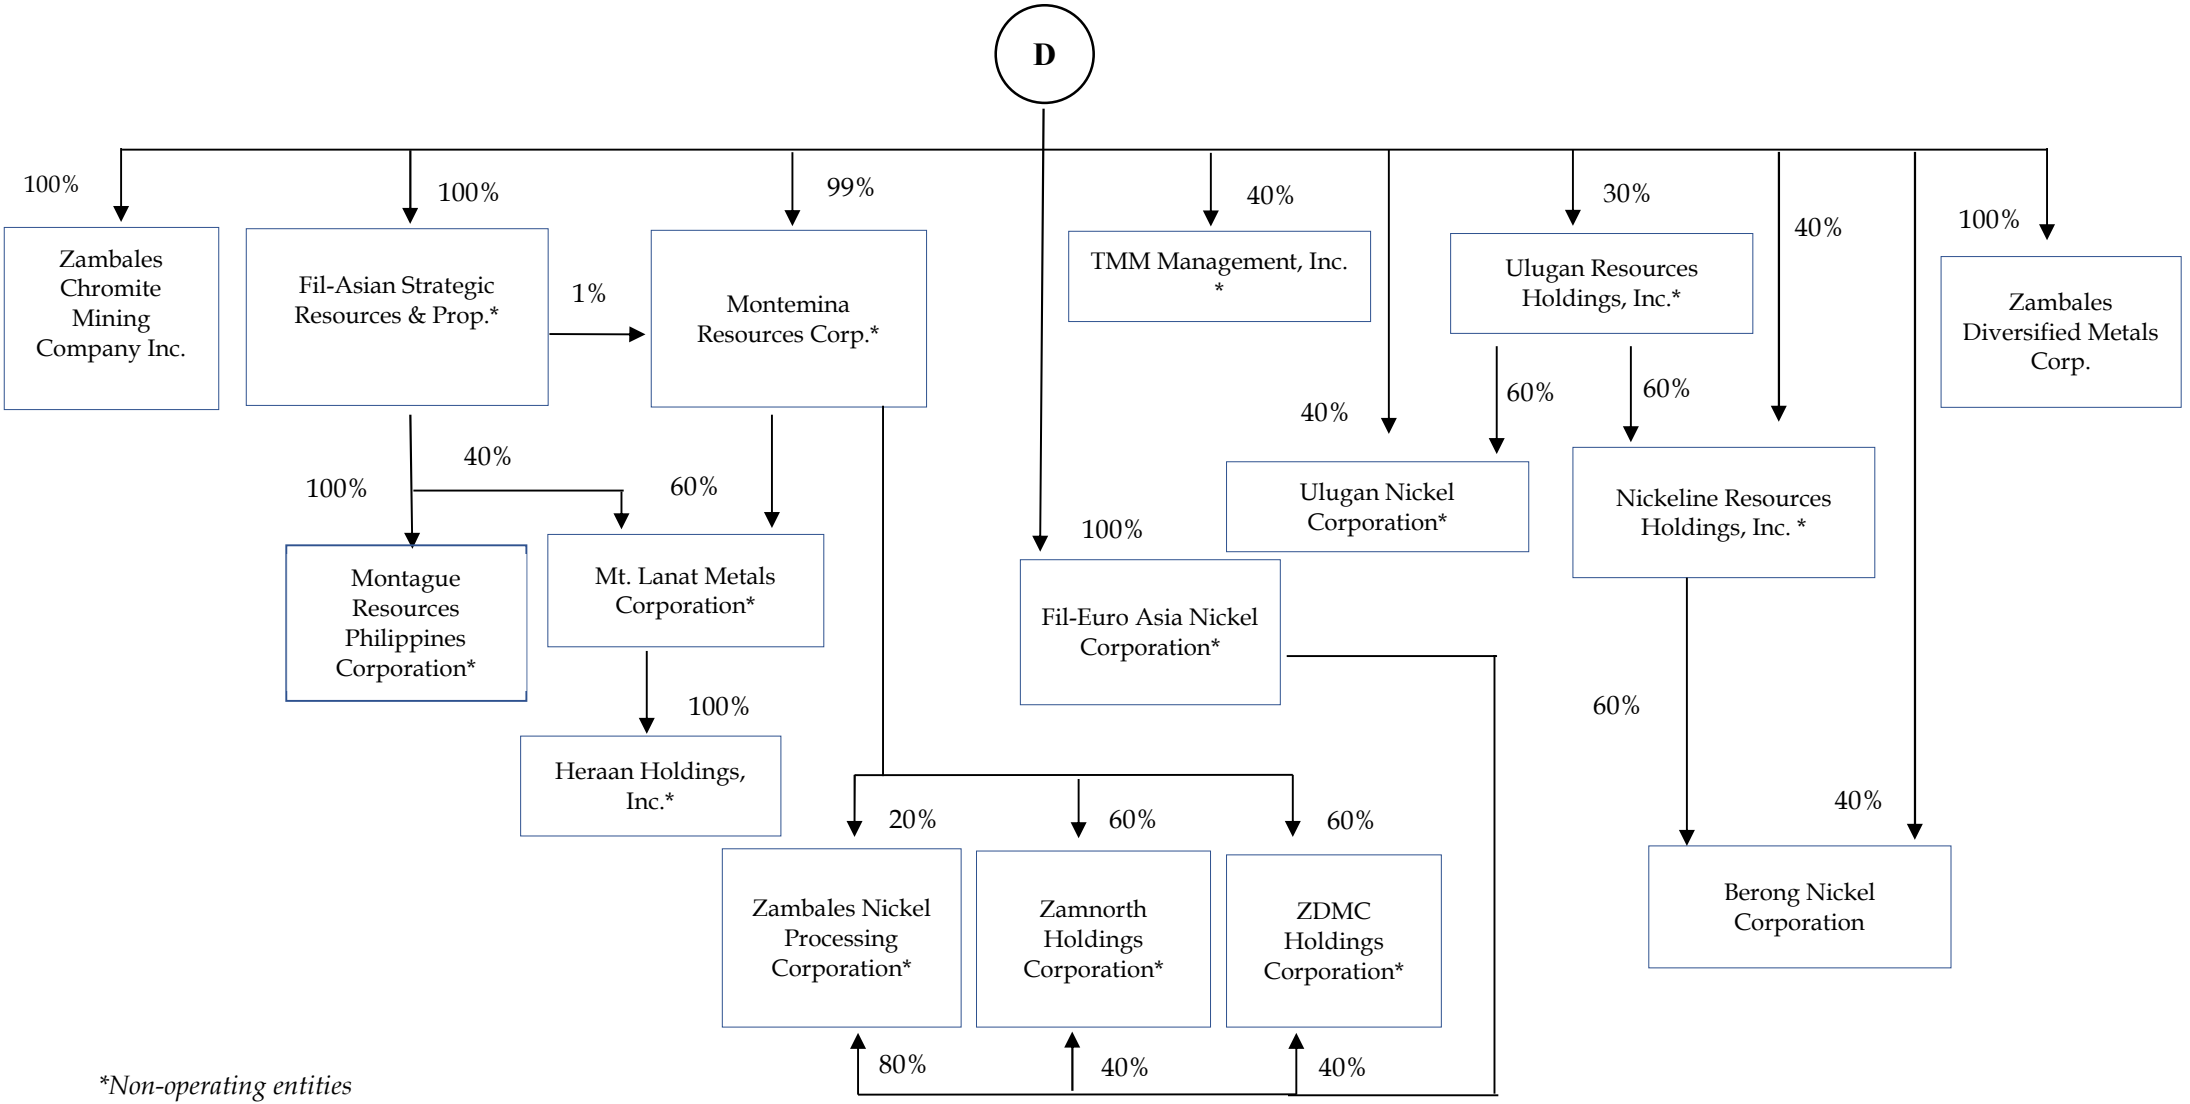 D
100%
100%
99%
40%
30%
40%
100%
Zambales
Chromite
Mining
Company Inc.
Fil-Asian Strategic
Resources & Prop.*
1%
Montemina
Resources Corp.*
TMM Management, Inc.
*
Ulugan Resources
Holdings, Inc.*
Zambales
Diversified Metals
Corp.
40%
60%
60%
100%
40%
60%
100%
Ulugan Nickel
Corporation*
Nickeline Resources
Holdings, Inc. *
Montague
Resources
Philippines
Corporation*
Mt. Lanat Metals
Corporation*
Fil-Euro Asia Nickel
Corporation*
100%
60%
Heraan Holdings,
Inc.*
20%
60%
60%
40%
Zambales Nickel
Processing
Corporation*
Zamnorth
Holdings
Corporation*
ZDMC
Holdings
Corporation*
Berong Nickel
Corporation
80%
40%
40%
*Non-operating entities